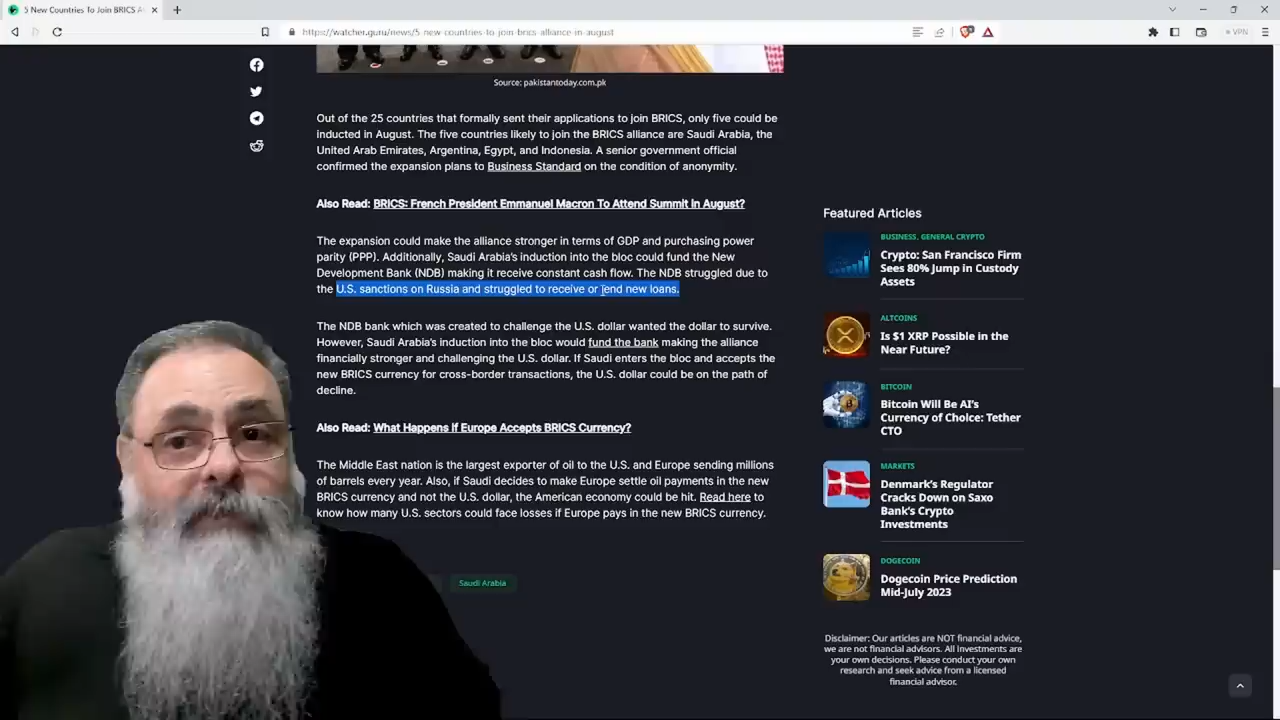 5 New Countries To Join BRICS A
https://watcher.guru/news/5-new-countries-to-join-brics-alliance-in-august
VPN
Source: pakistantoday.com.pk
Out of the 25 countries that formally sent their applications to join BRICS, only five could be
inducted in August. The five countries likely to join the BRICS alliance are Saudi Arabia, the
United Arab Emirates, Argentina, Egypt, and Indonesia. A senior government official
confirmed the expansion plans to Business Standard on the condition of anonymity.
Also Read: BRICS: French President Emmanuel Macron To Attend Summit in August?
The expansion could make the alliance stronger in terms of GDP and purchasing power
parity (PPP). Additionally, Saudi Arabia's induction into the bloc could fund the New
Development Bank (NDB) making it receive constant cash flow. The NDB struggled due to
the U.S. sanctions on Russia and struggled to receive or lend new loans.
The NDB bank which was created to challenge the U.S. dollar wanted the dollar to survive.
However, Saudi Arabia's induction into the bloc would fund the bank making the alliance
financially stronger and challenging the U.S. dollar. If Saudi enters the bloc and accepts the
new BRICS currency for cross-border transactions, the U.S. dollar could be on the path of
decline.
Also Read: What Happens If Europe Accepts BRICS Currency?
The Middle East nation is the largest exporter of oil to the U.S. and Europe sending millions
of barrels every year. Also, if Saudi decides to make Europe settle oil payments in the new
BRICS currency and not the U.S. dollar, the American economy could be hit. Read here to
know how many U.S. sectors could face losses if Europe pays in the new BRICS currency.
Saudi Arabia
Featured Articles
BUSINESS, GENERAL CRYPTO
Crypto: San Francisco Firm
Sees 80% Jump in Custody
Assets
ALTCOINS
Is $1 XRP Possible in the
Near Future?
BITCOIN
Bitcoin Will Be AI's
Currency of Choice: Tether
CTO
MARKETS
Denmark's Regulator
Cracks Down on Saxo
Bank's Crypto
Investments
DOGECOIN
Dogecoin Price Prediction
Mid-July 2023
Disclaimer: Our articles are NOT financial advice,
we are not financial advisors. All investments are
your own decisions. Please conduct your own
research and seek advice from a licensed
financial advisor.